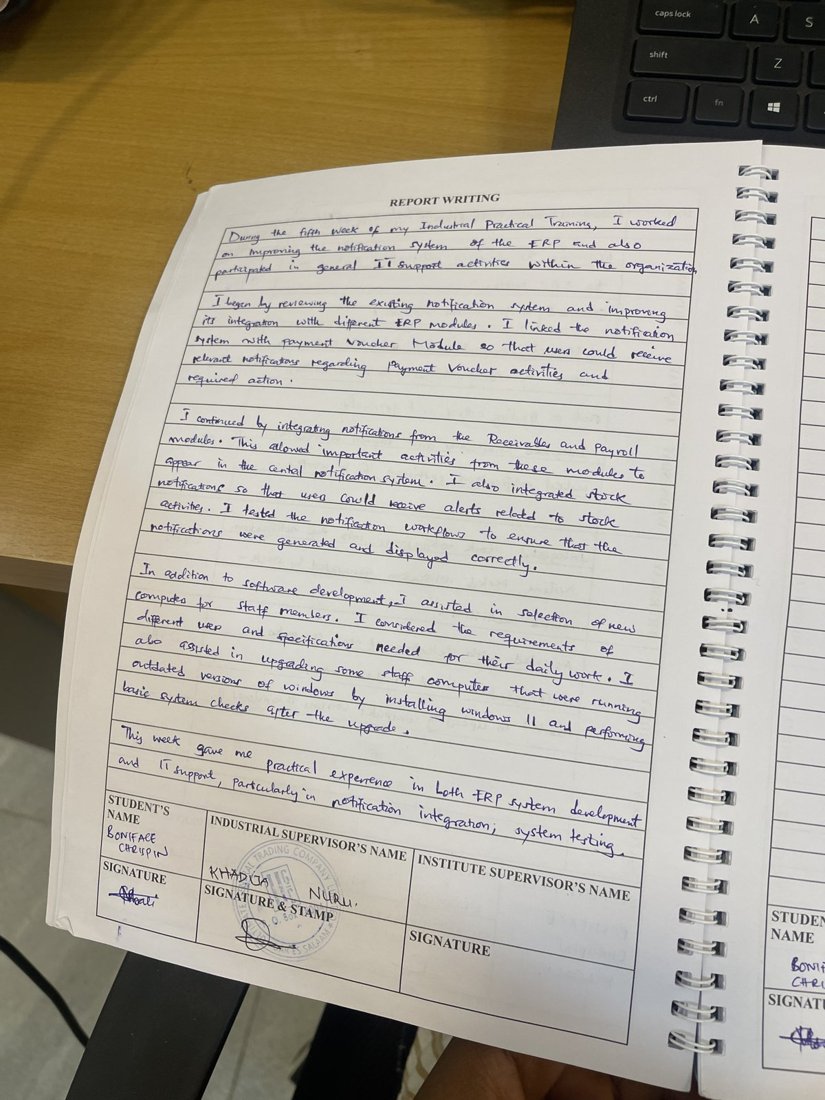 caps lock
A
S
shift
Z
ctrl
fn
REPORT WRITING
During the fifth week of my Industrial Practical Training, I worked
on improving the notification system of the ERP and also
participated in general IT support activities within the organization
I began by reviewing the existing notification system and improving
its integration with different ERP modules. I linked the notification
system with payment voucher Module so that users could receive
relevant notifications regarding payment voucher activities and
required action.
I continued by integrating notifications from the Receivables and payroll
modules. This allowed important activities from these modules to
appear in the cental notification system. I also integrated stock
notifications so that users could receive alerts related to stock
activities. I tested the notification workflows to ensure that the
notifications were generated and displayed correctly.
In addition to software development, I assisted in selection of new
computer for staff members. I considered the requirements of
different user and specifications needed for their daily work. I
also assisted in upgrading some staff computer that were running
outdated versions of windows by installing windows 11 and performing
basic system checks after the upgrade.
This week gave me practical experience in both ERP system development
and IT support, particularly in notification integration, system testing.
STUDENT'S NAME
BONIFACE
CHRISPIN
INDUSTRIAL SUPERVISOR'S NAME
KHADIJA NURU.
INSTITUTE SUPERVISOR'S NAME
SIGNATURE
SIGNATURE & STAMP
SIGNATURE
TRADING COMPANY
SALAAM
NAME